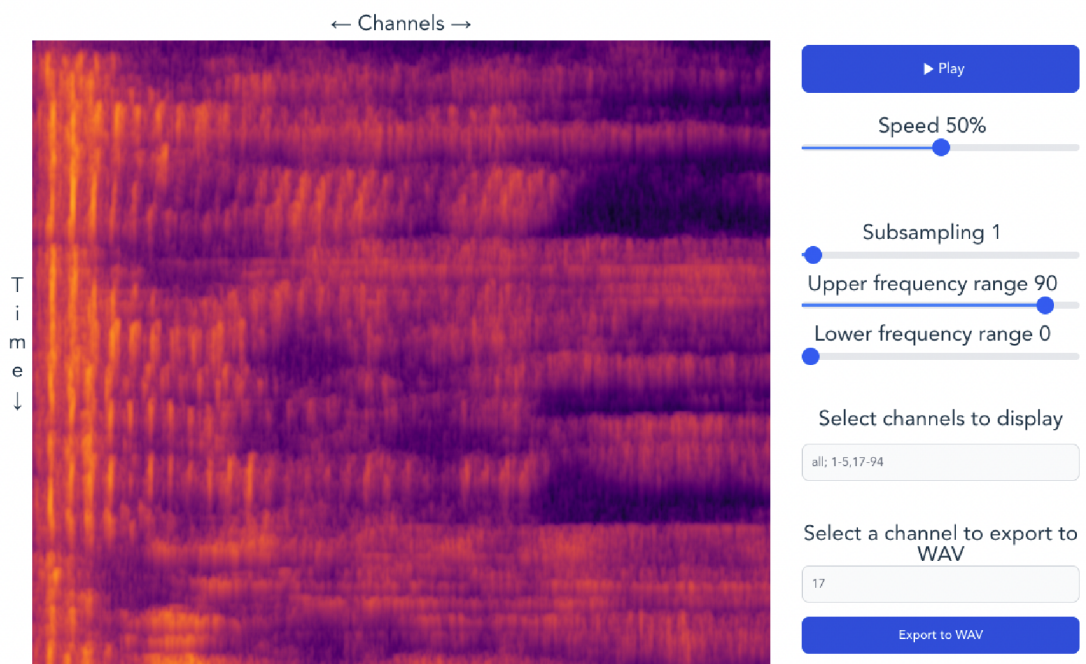 ← Channels →
T
i
m
e
↓
▶ Play
Speed 50%
Subsampling 1
Upper frequency range 90
Lower frequency range 0
Select channels to display
all; 1-5,17-94
Select a channel to export to
WAV
17
Export to WAV